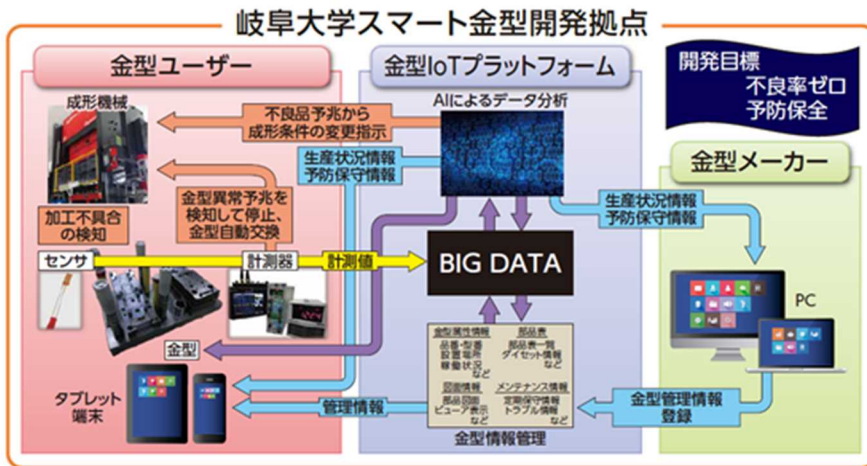 岐阜大学スマート金型開発拠点
金型ユーザー
成形機械
不良品予兆から
成形条件の変更指示
生産状況情報
予防保守情報
金型異常予兆を
検知して停止、
金型自動交換
加工不具合
の検知
センサ
計測器
計測値
金型
タブレット
端末
管理情報
金型IoTプラットフォーム
AIによるデータ分析
BIG DATA
金型属性情報
品番・型番
設置場所
稼働状況
など
部品表
部品表一覧
ダイセット情報
など
図面情報
部品図面
ビューア表示
など
メンテナンス情報
定期保守情報
トラブル情報
など
金型情報管理
開発目標
不良率ゼロ
予防保全
金型メーカー
生産状況情報
予防保守情報
PC
金型管理情報
登録